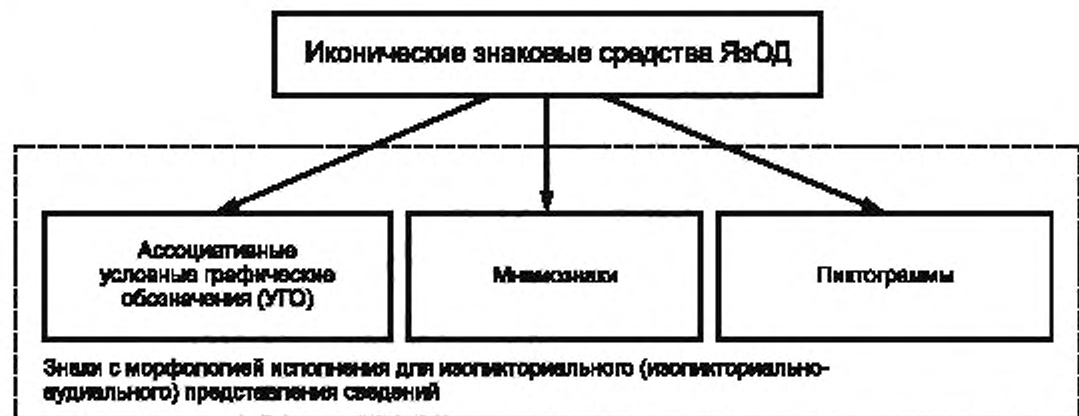 Иконические знаковые средства ЯзОД
Ассоциативные
условные графические
обозначения (УГО)
Мнемознаки
Пиктограммы
Знаки с морфологией исполнения для изопикториального (изопикториально-
аудиального) представления сведений